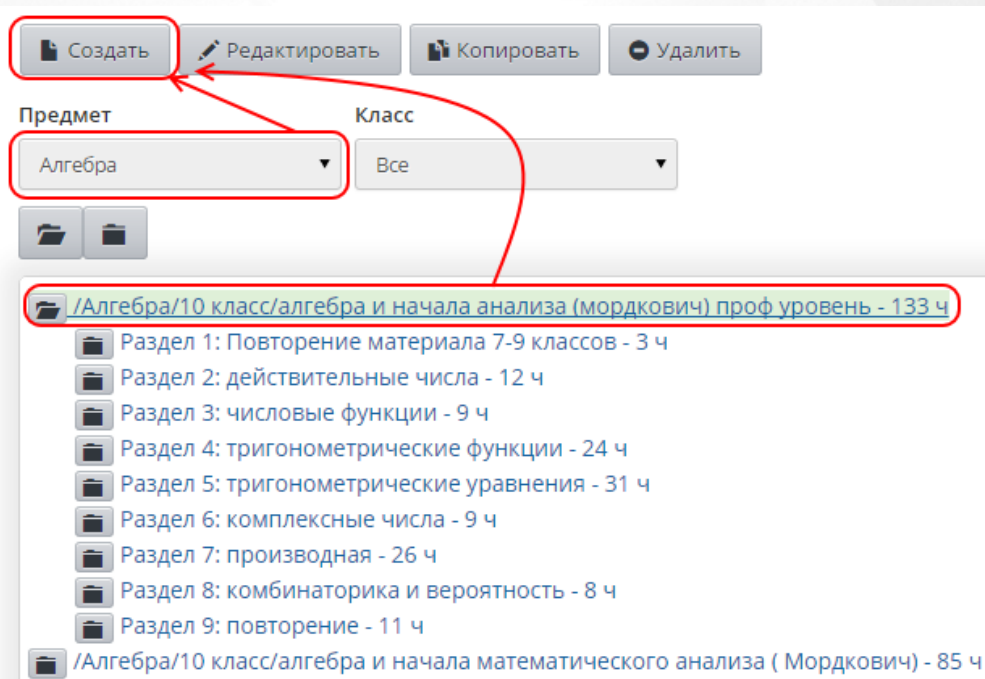 Создать Редактировать Копировать Удалить
Предмет Класс
Алгебра Все
/Алгебра/10 класс/алгебра и начала анализа (мордкович) проф уровень - 133 ч
Раздел 1: Повторение материала 7-9 классов - 3 ч
Раздел 2: действительные числа - 12 ч
Раздел 3: числовые функции - 9 ч
Раздел 4: тригонометрические функции - 24 ч
Раздел 5: тригонометрические уравнения - 31 ч
Раздел 6: комплексные числа - 9 ч
Раздел 7: производная - 26 ч
Раздел 8: комбинаторика и вероятность - 8 ч
Раздел 9: повторение - 11 ч
/Алгебра/10 класс/алгебра и начала математического анализа ( Мордкович) - 85 ч